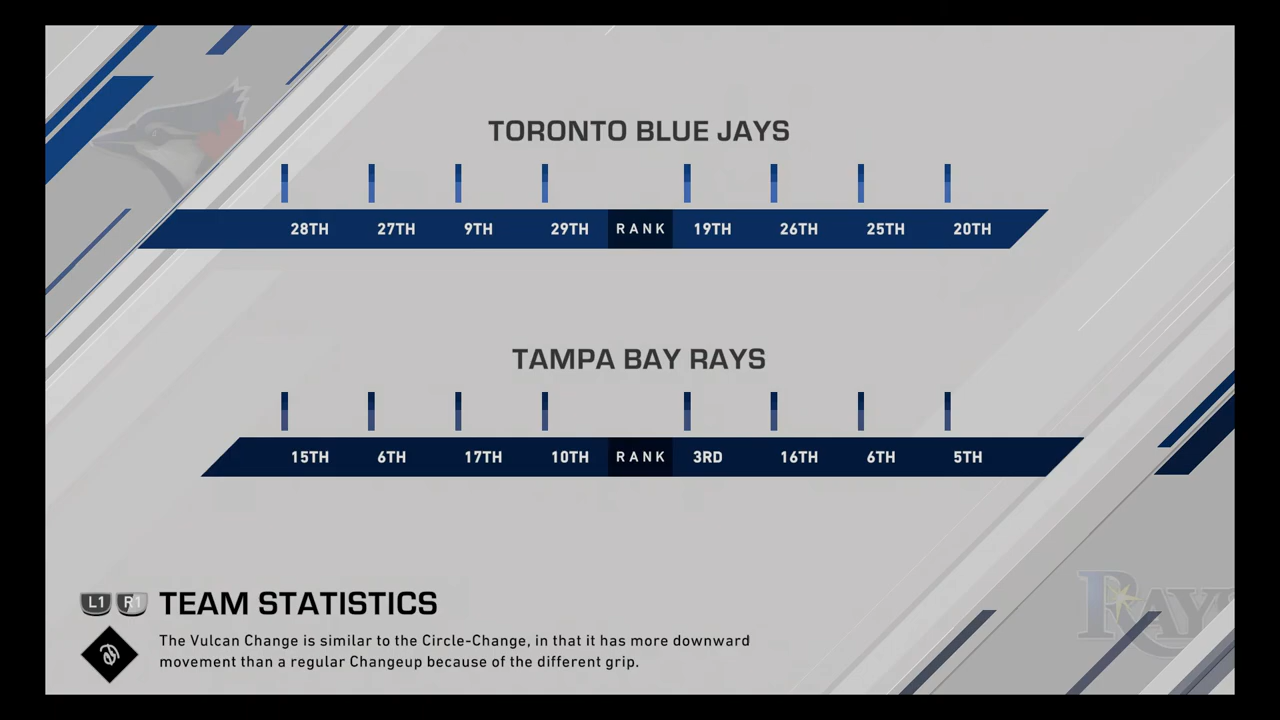 TORONTO BLUE JAYS
28TH 27TH 9TH 29TH RANK 19TH 26TH 25TH 20TH
TAMPA BAY RAYS
15TH 6TH 17TH 10TH RANK 3RD 16TH 6TH 5TH
RAYS
L1 R1 TEAM STATISTICS
The Vulcan Change is similar to the Circle-Change, in that it has more downward
movement than a regular Changeup because of the different grip.